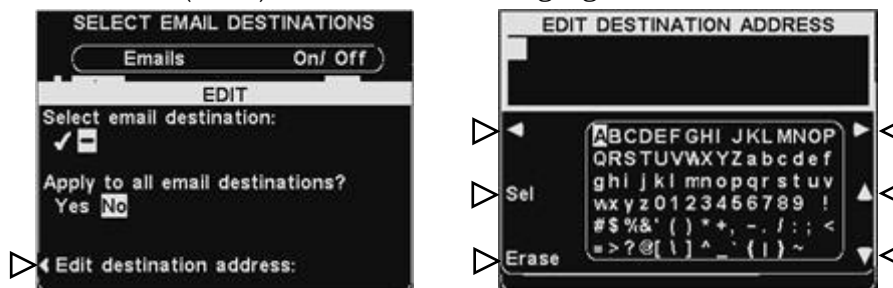 SELECT EMAIL DESTINATIONS
Emails On/ Off
EDIT
Select email destination:
✓ –
Apply to all email destinations?
Yes No
Edit destination address:
EDIT DESTINATION ADDRESS
ABCDEFGHI JKLMNOP
QRSTUVWXYZabcdef
ghijklmnopqrstuv
Sel
wxyz0123456789 !
#$%&'()*+,-./:;<
=>?@[\]^_`{|}~
Erase